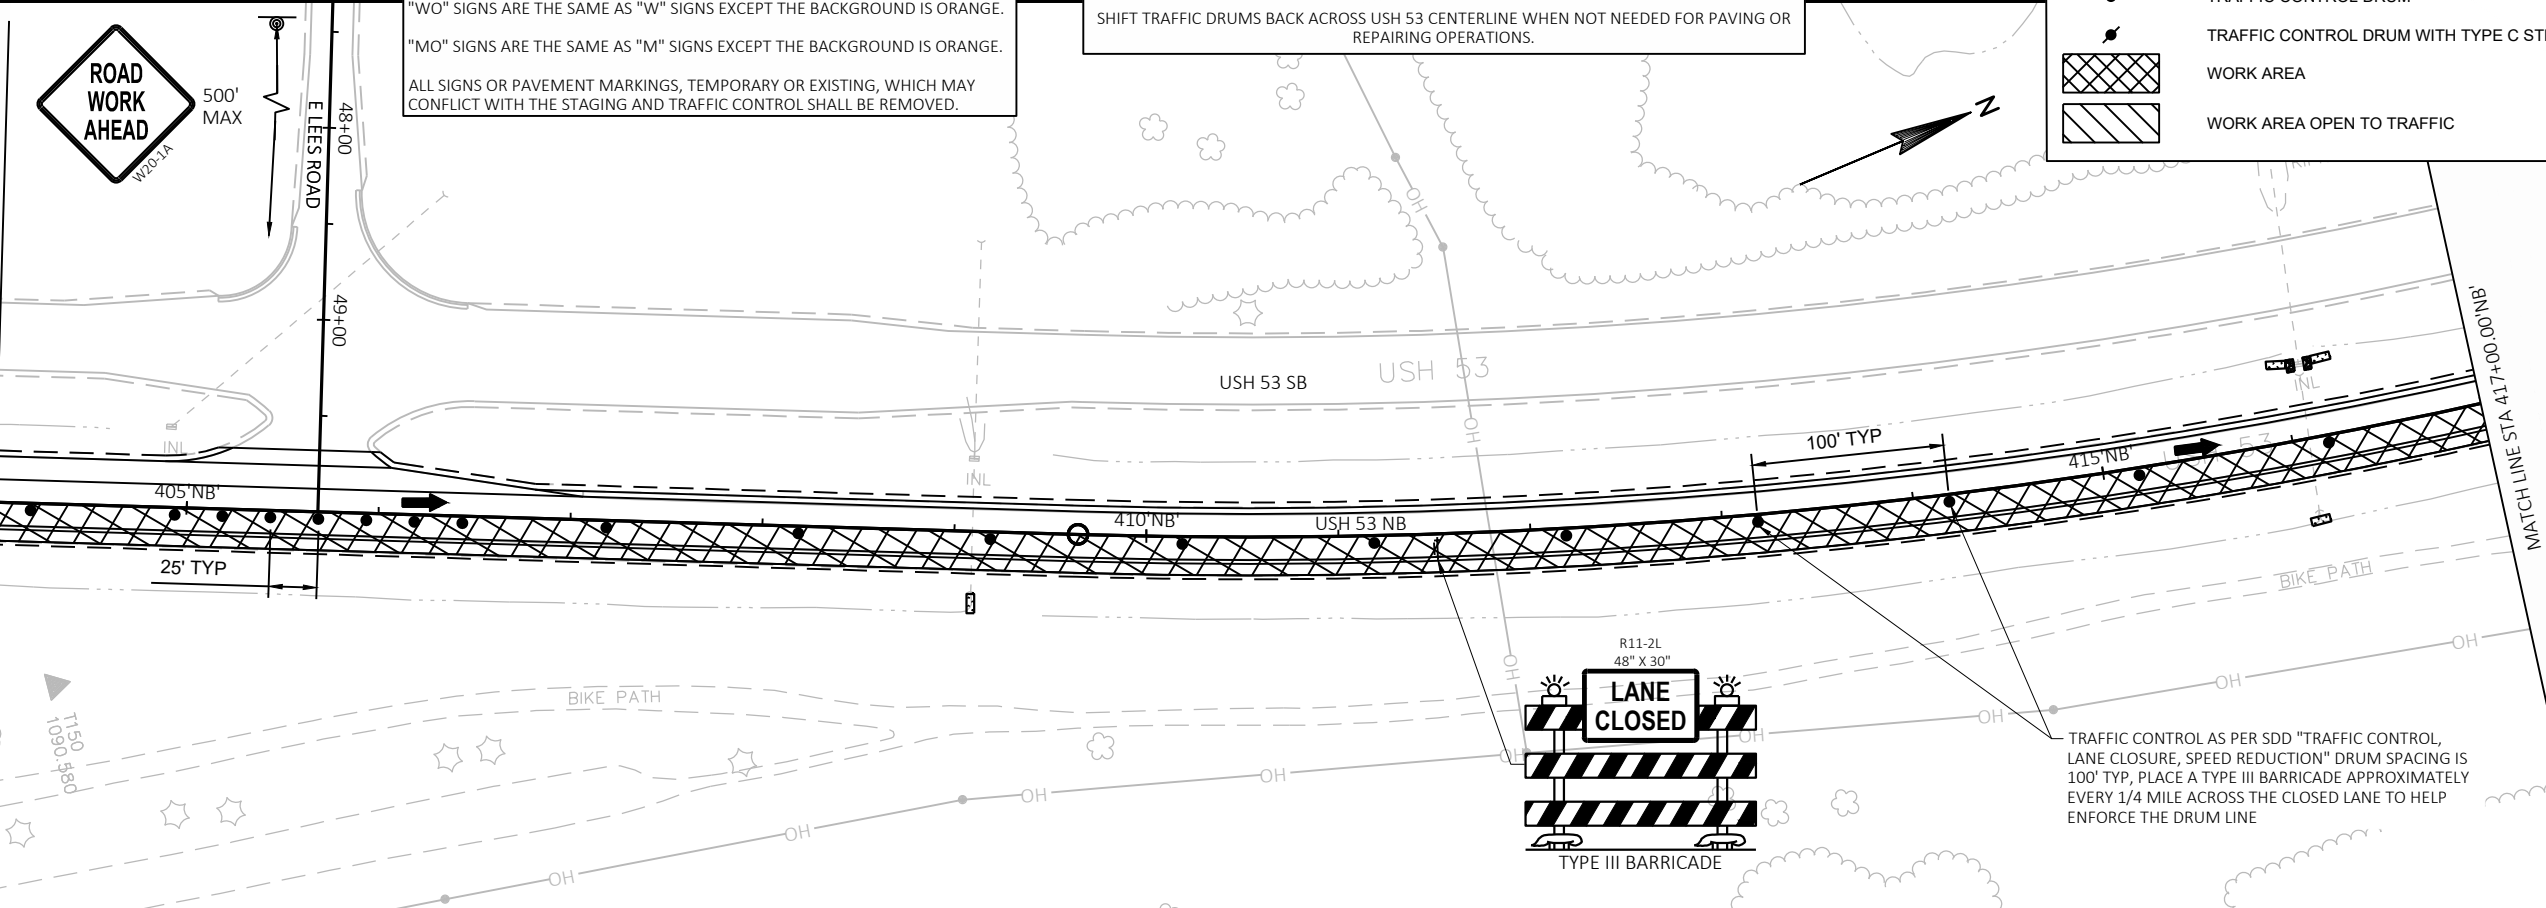 "WO" SIGNS ARE THE SAME AS "W" SIGNS EXCEPT THE BACKGROUND IS ORANGE.
"MO" SIGNS ARE THE SAME AS "M" SIGNS EXCEPT THE BACKGROUND IS ORANGE.
ALL SIGNS OR PAVEMENT MARKINGS, TEMPORARY OR EXISTING, WHICH MAY
CONFLICT WITH THE STAGING AND TRAFFIC CONTROL SHALL BE REMOVED.
SHIFT TRAFFIC DRUMS BACK ACROSS USH 53 CENTERLINE WHEN NOT NEEDED FOR PAVING OR
REPAIRING OPERATIONS.
TRAFFIC CONTROL DRUM
TRAFFIC CONTROL DRUM WITH TYPE C
WORK AREA
WORK AREA OPEN TO TRAFFIC
ROAD
WORK
AHEAD
W20-1A
500'
MAX
E LEES ROAD
48+00
49+00
N
OH
USH 53 SB
USH 53
INL
INL
INL
OH
OH
405'NB'
410'NB'
USH 53 NB
415'NB'
53
100' TYP
25' TYP
MATCH LINE STA 417+00.00'NB'
BIKE PATH
BIKE PATH
T150
1090.580
OH
OH
OH
OH
OH
OH
OH
OH
OH
R11-2L
48" X 30"
LANE
CLOSED
TYPE III BARRICADE
TRAFFIC CONTROL AS PER SDD "TRAFFIC CONTROL,
LANE CLOSURE, SPEED REDUCTION" DRUM SPACING IS
100' TYP, PLACE A TYPE III BARRICADE APPROXIMATELY
EVERY 1/4 MILE ACROSS THE CLOSED LANE TO HELP
ENFORCE THE DRUM LINE